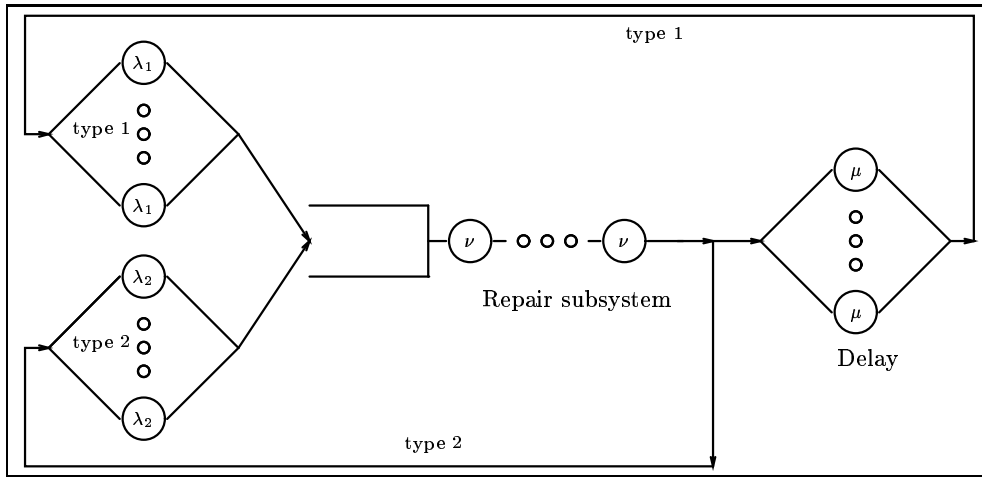 type 1
λ1
type 1
λ1
μ
ν
ν
λ2
Repair subsystem
μ
type 2
Delay
λ2
type 2